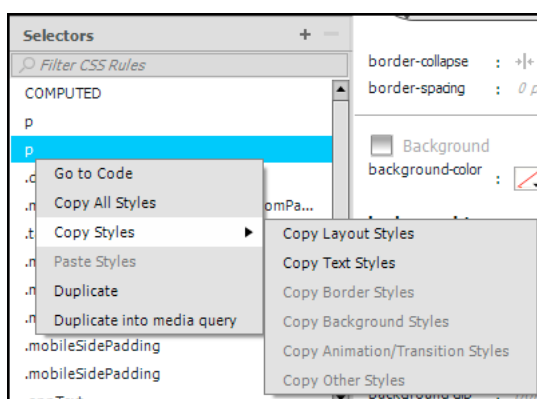 Selectors + −
Filter CSS Rules
COMPUTED
p
p
Go to Code
Copy All Styles
omPa...
Copy Styles
Paste Styles
Duplicate
Duplicate into media query
.mobileSidePadding
.mobileSidePadding
border-collapse :
border-spacing : 0 p
Background
background-color :
Copy Layout Styles
Copy Text Styles
Copy Border Styles
Copy Background Styles
Copy Animation/Transition Styles
Copy Other Styles